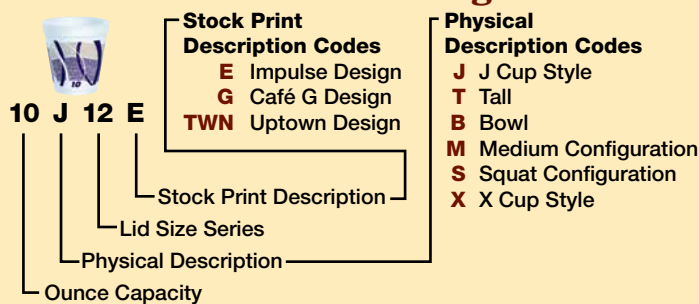 10
10 J 12 E
Stock Print Description
Lid Size Series
Physical Description
Ounce Capacity
Stock Print
Description Codes
E Impulse Design
G Café G Design
TWN Uptown Design
Physical
Description Codes
J J Cup Style
T Tall
B Bowl
M Medium Configuration
S Squat Configuration
X X Cup Style